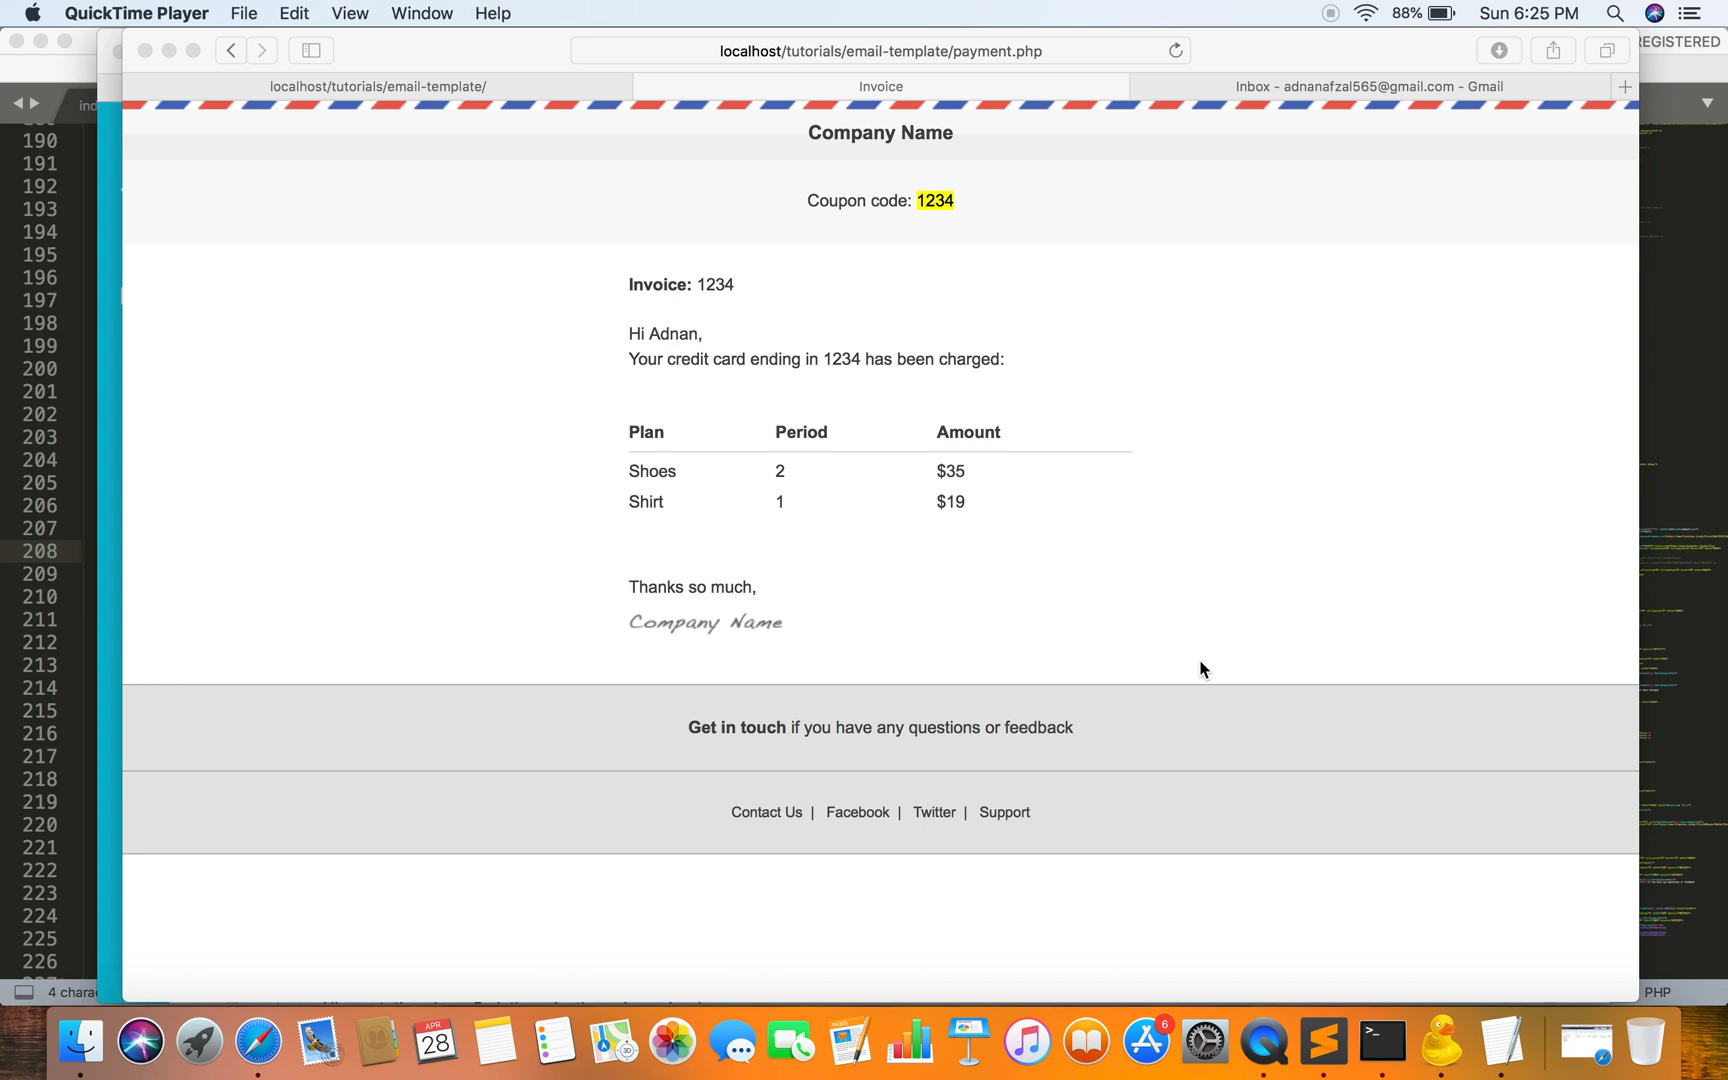 QuickTime Player File Edit View Window Help 88% Sun 6:25 PM
EGISTERED
localhost/tutorials/email-template/payment.php
localhost/tutorials/email-template/ Invoice Inbox - adnanafzal565@gmail.com - Gmail
ind
Company Name
Coupon code: 1234
Invoice: 1234
Hi Adnan,
Your credit card ending in 1234 has been charged:
Plan Period Amount
Shoes 2 $35
Shirt 1 $19
Thanks so much,
Company Name
Get in touch if you have any questions or feedback
Contact Us | Facebook | Twitter | Support
190
191
192
193
194
195
196
197
198
199
200
201
202
203
204
205
206
207
208
209
210
211
212
213
214
215
216
217
218
219
220
221
222
223
224
225
226
4 chara PHP
APR
28
3D
PAGES
6
>_